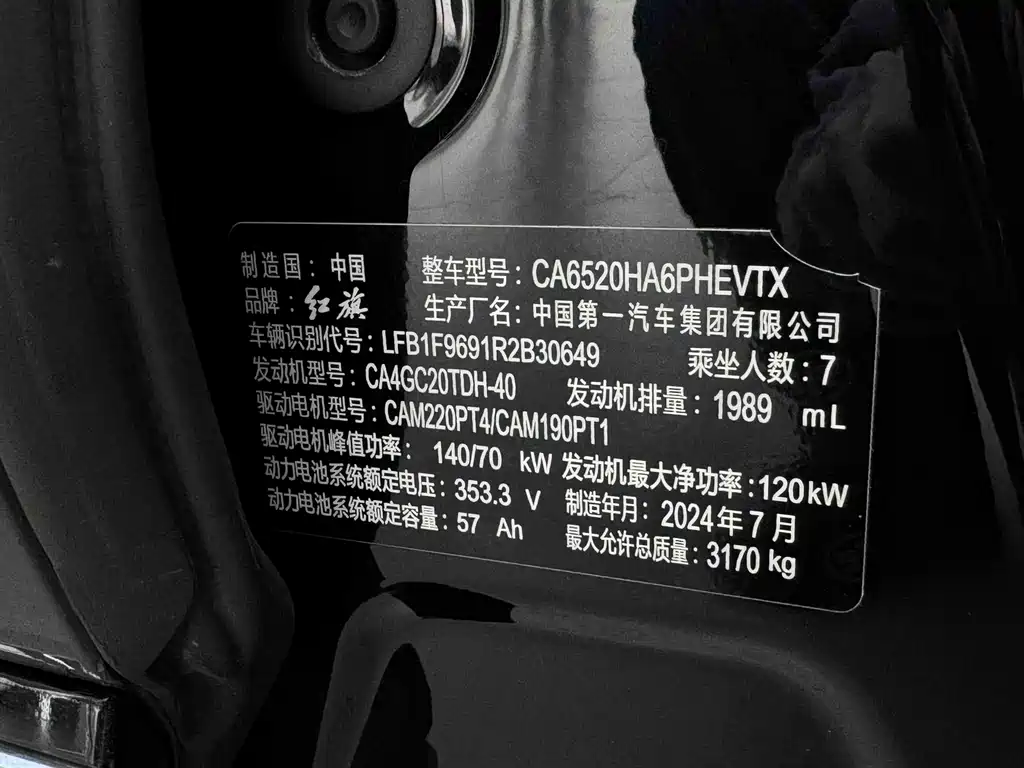 制造国：中国 整车型号：CA6520HA6PHEVTX
品牌：红旗 生产厂名：中国第一汽车集团有限公司
车辆识别代号：LFB1F9691R2B30649 乘坐人数：7
发动机型号：CA4GC20TDH-40 发动机排量：1989 mL
驱动电机型号：CAM220PT4/CAM190PT1
驱动电机峰值功率：140/70 kW 发动机最大净功率：120kW
动力电池系统额定电压：353.3 V 制造年月：2024年7月
动力电池系统额定容量：57 Ah 最大允许总质量：3170 kg